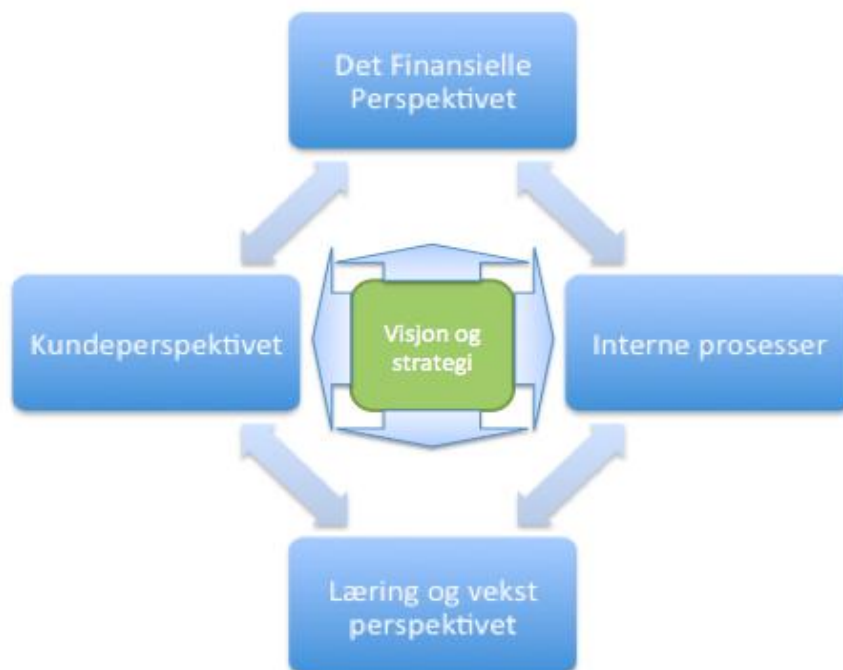 Det Finansielle
Perspektivet
Kundeperspektivet
Visjon og
strategi
Interne prosesser
Læring og vekst
perspektivet